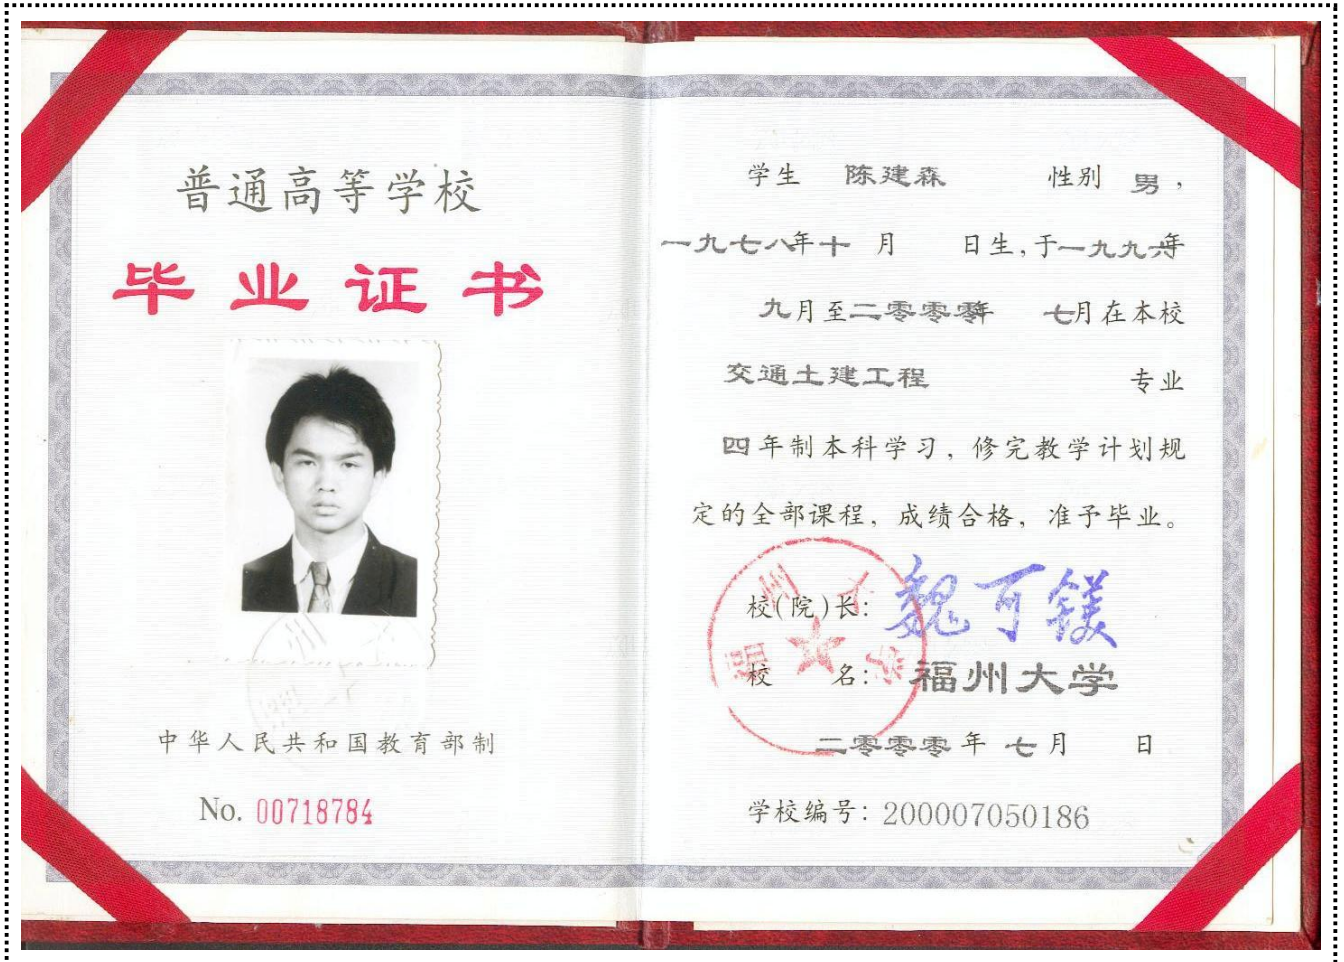 普通高等学校
毕业证书
中华人民共和国教育部制
No. 00718784
学生 陈建森 性别 男,
一九七八年十月 日生,于一九九六年
九月至二零零零年 七月在本校
交通土建工程 专业
四年制本科学习, 修完教学计划规
定的全部课程, 成绩合格, 准予毕业。
校(院)长: 魏可镁
校 名: 福州大学
福州大学
二零零零年 七月 日
学校编号: 200007050186